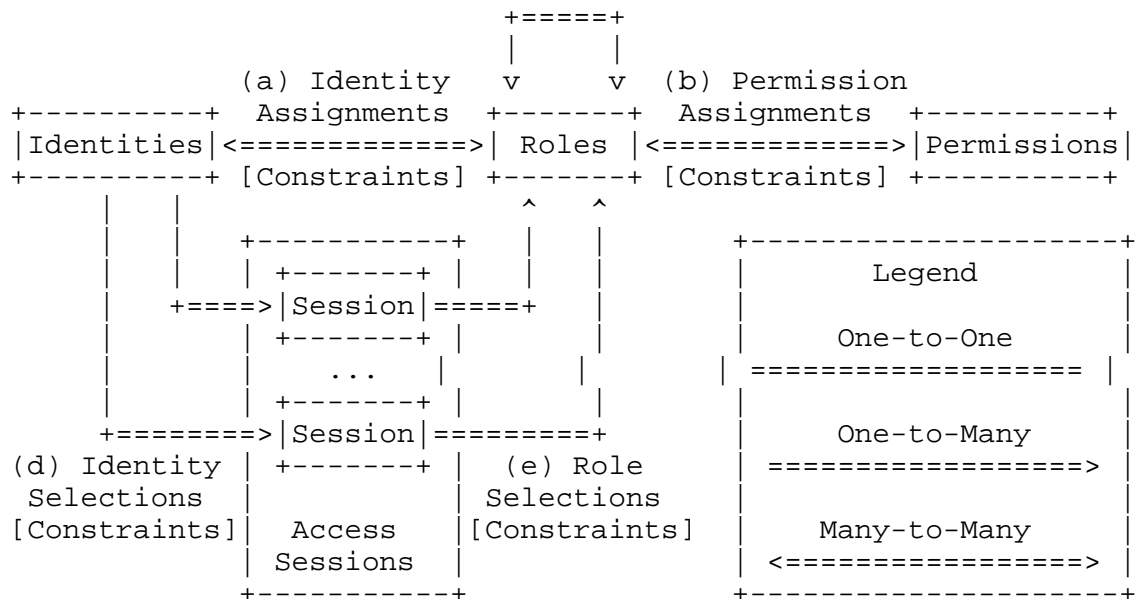 +=====+
|     |
(a) Identity   v     v  (b) Permission
+----------+  Assignments  +-------+  Assignments  +----------+
|Identities|<=============>| Roles |<=============>|Permissions|
+----------+ [Constraints] +-------+ [Constraints] +----------+
|   |                   ^   ^
|   |   +-----------+   |   |       +---------------------+
|   |   | +-------+ |   |   |       |       Legend        |
|   +====>|Session|=====+   |       |                     |
|       | +-------+ |       |       |     One-to-One      |
|       |    ...   |       |       | =================== |
|       | +-------+ |       |       |                     |
+========>|Session|=========+       |     One-to-Many     |
(d) Identity | +-------+ |  (e) Role     | ==================> |
Selections |           | Selections    |                     |
[Constraints]|  Access   |[Constraints]  |    Many-to-Many     |
| Sessions  |               | <=================> |
+-----------+               +---------------------+